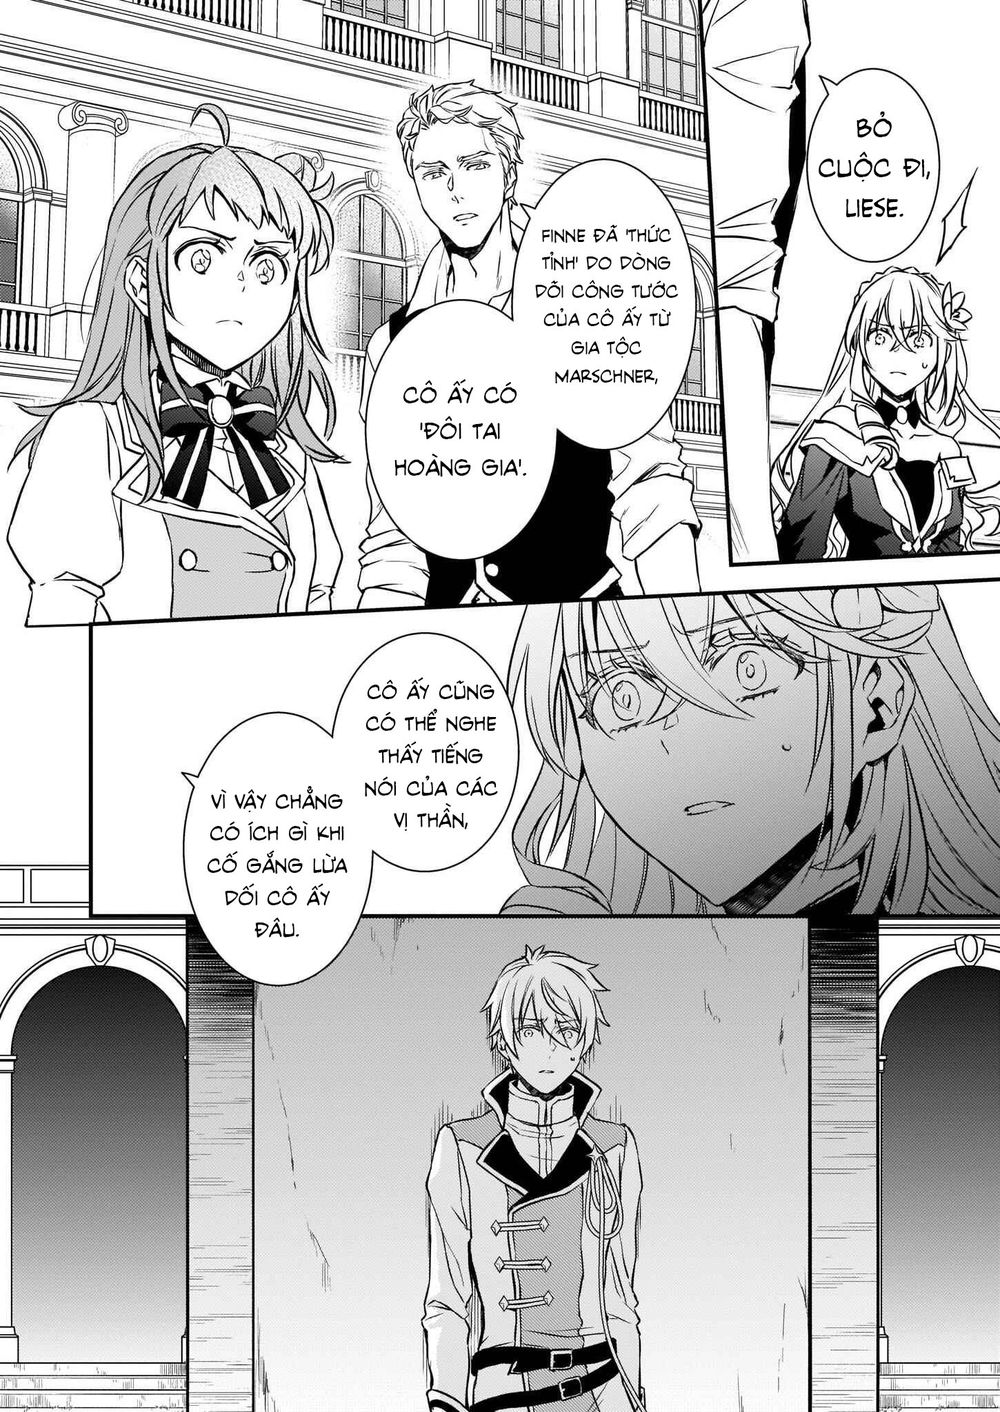 BỎ
CUỘC ĐI,
LIESE.
FINNE ĐÃ 'THỨC
TỈNH' DO DÒNG
DÕI CÔNG TƯỚC
CỦA CÔ ẤY TỪ
GIA TỘC
MARSCHNER,
CÔ ẤY CÓ
'ĐÔI TAI
HOÀNG GIA'.
CÔ ẤY CŨNG
CÓ THỂ NGHE
THẤY TIẾNG
NÓI CỦA CÁC
VỊ THẦN,
VÌ VẬY CHẲNG
CÓ ÍCH GÌ KHI
CỐ GẮNG LỪA
DỐI CÔ ẤY
ĐÂU.